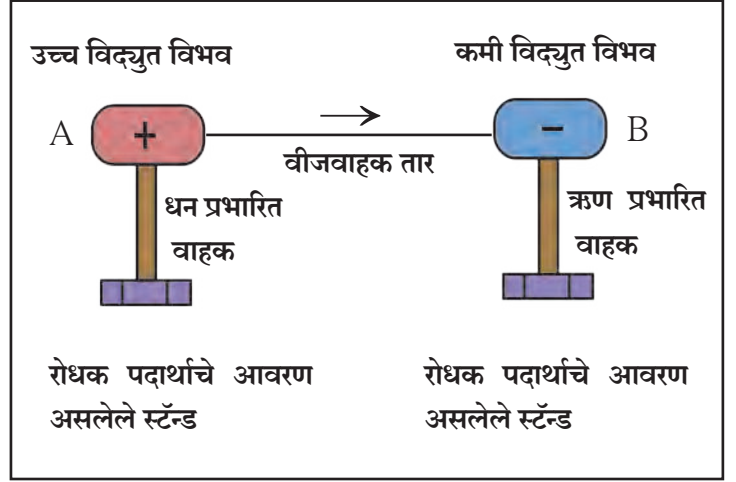 उच्च विद्युत विभव
कमी विद्युत विभव
A
+
-
B
वीजवाहक तार
धन प्रभारित
वाहक
ऋण प्रभारित
वाहक
रोधक पदार्थाचे आवरण
असलेले स्टॅन्ड
रोधक पदार्थाचे आवरण
असलेले स्टॅन्ड